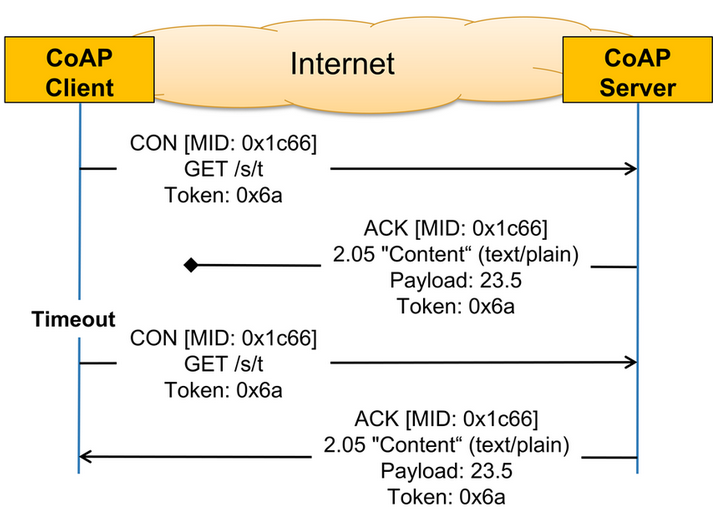 CoAP
Client
Internet
CoAP
Server
CON [MID: 0x1c66]
GET /s/t
Token: 0x6a
ACK [MID: 0x1c66]
2.05 "Content“ (text/plain)
Payload: 23.5
Token: 0x6a
Timeout
CON [MID: 0x1c66]
GET /s/t
Token: 0x6a
ACK [MID: 0x1c66]
2.05 "Content“ (text/plain)
Payload: 23.5
Token: 0x6a